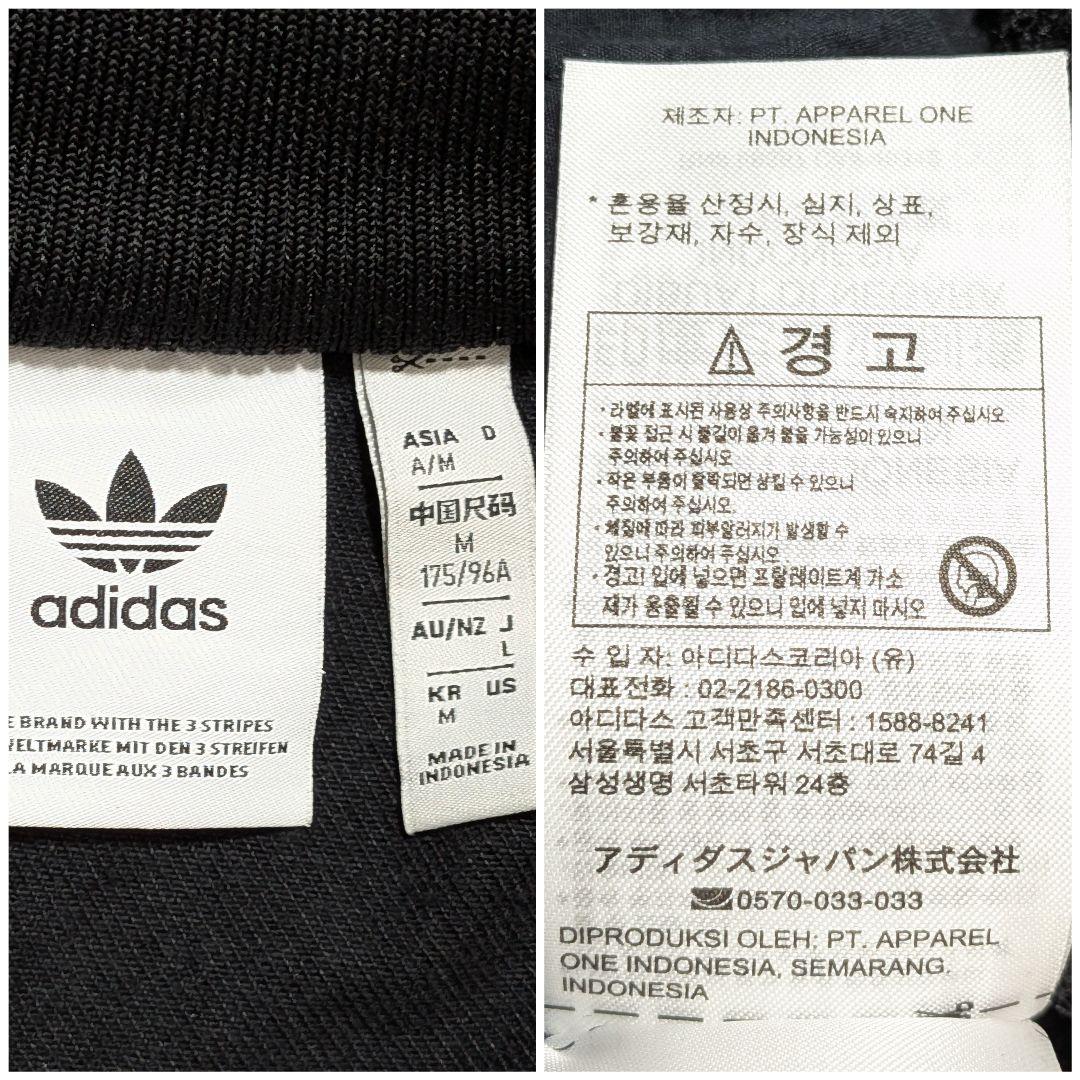 adidas
BRAND WITH THE 3 STRIPES
ELTMARKE MIT DEN 3 STREIFEN
LA MARQUE AUX 3 BANDES
ASIA D
A/M
中国尺码
M
175/96A
AU/NZ J
L
KR US
M
MADE IN
INDONESIA
제조자: PT. APPAREL ONE
INDONESIA
* 혼용율 산정시, 심지, 상표,
보강재, 자수, 장식 제외
경 고
· 라벨에 표시된 사용상 주의사항을 반드시 숙지하여 주십시오.
· 불꽃 접근 시 불길이 옮겨 붙을 가능성이 있으니
주의하여 주십시오
· 작은 부품이 탈락되면 삼킬 수 있으니
주의하여 주십시오.
· 체질에 따라 피부알러지가 발생할 수
있으니 주의하여 주십시오
· 경고! 입에 넣으면 프탈레이트계 가소
제가 용출될 수 있으니 입에 넣지 마시오
수 입 자: 아디다스코리아 (유)
대표전화 : 02-2186-0300
아디다스 고객만족센터 : 1588-8241
서울특별시 서초구 서초대로 74길 4
삼성생명 서초타워 24층
アディダスジャパン株式会社
0570-033-033
DIPRODUKSI OLEH: PT. APPAREL
ONE INDONESIA, SEMARANG.
INDONESIA